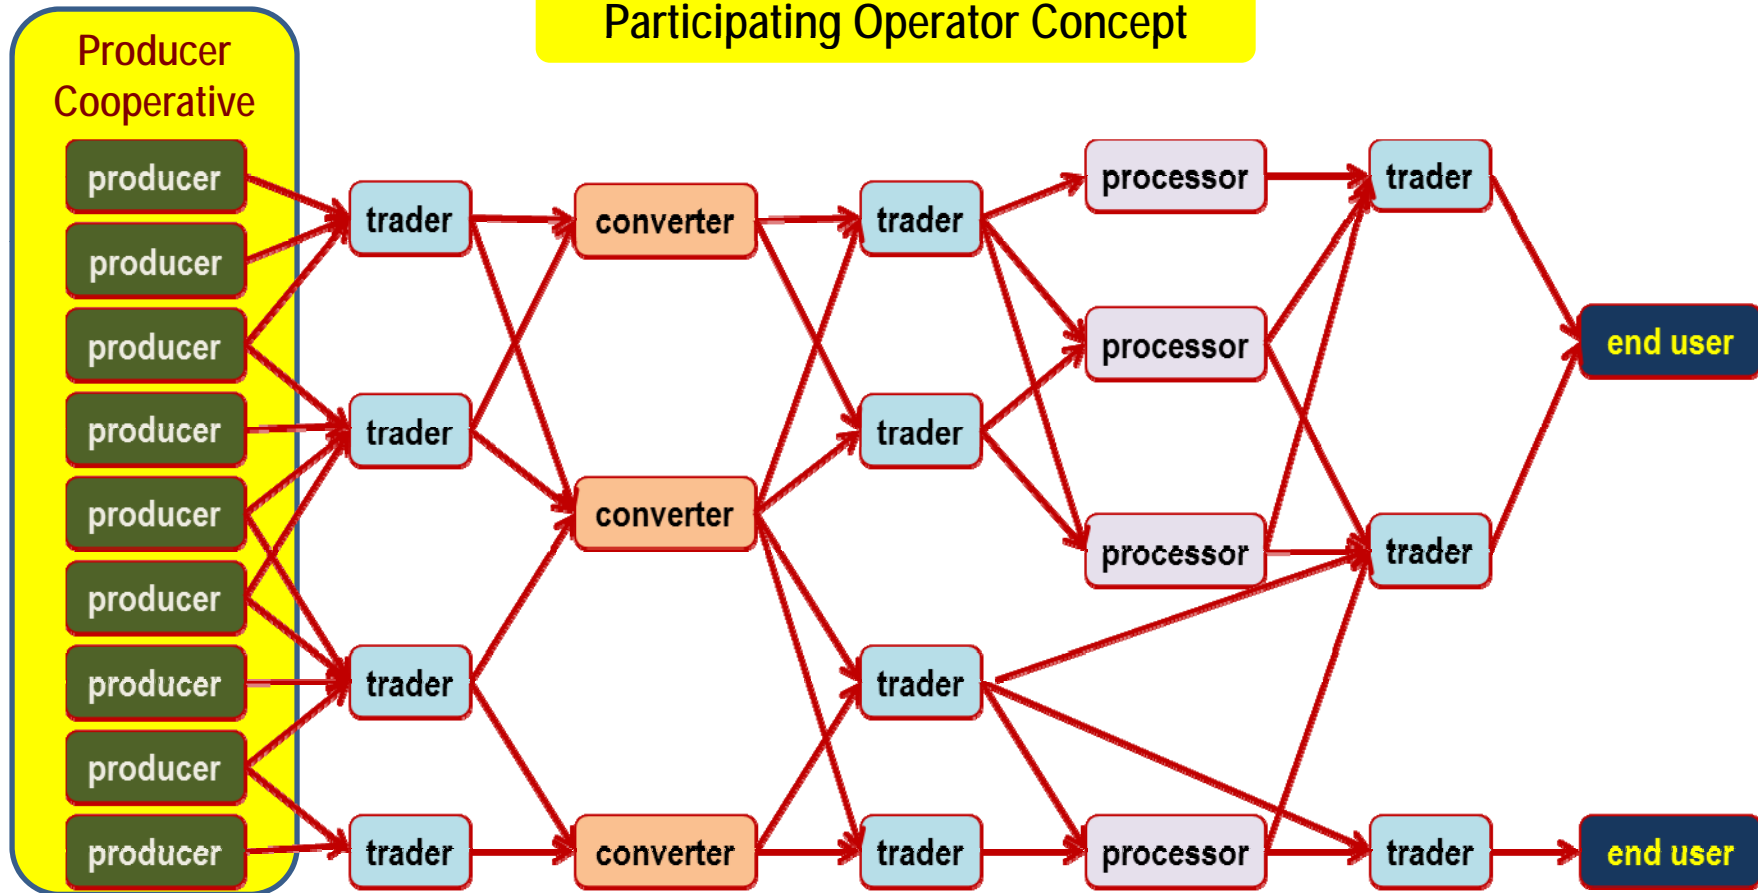 Participating Operator Concept
Producer
Cooperative
producer
producer
producer
producer
producer
producer
producer
producer
producer
trader
trader
trader
trader
converter
converter
converter
trader
trader
trader
trader
processor
processor
processor
processor
trader
trader
trader
end user
end user